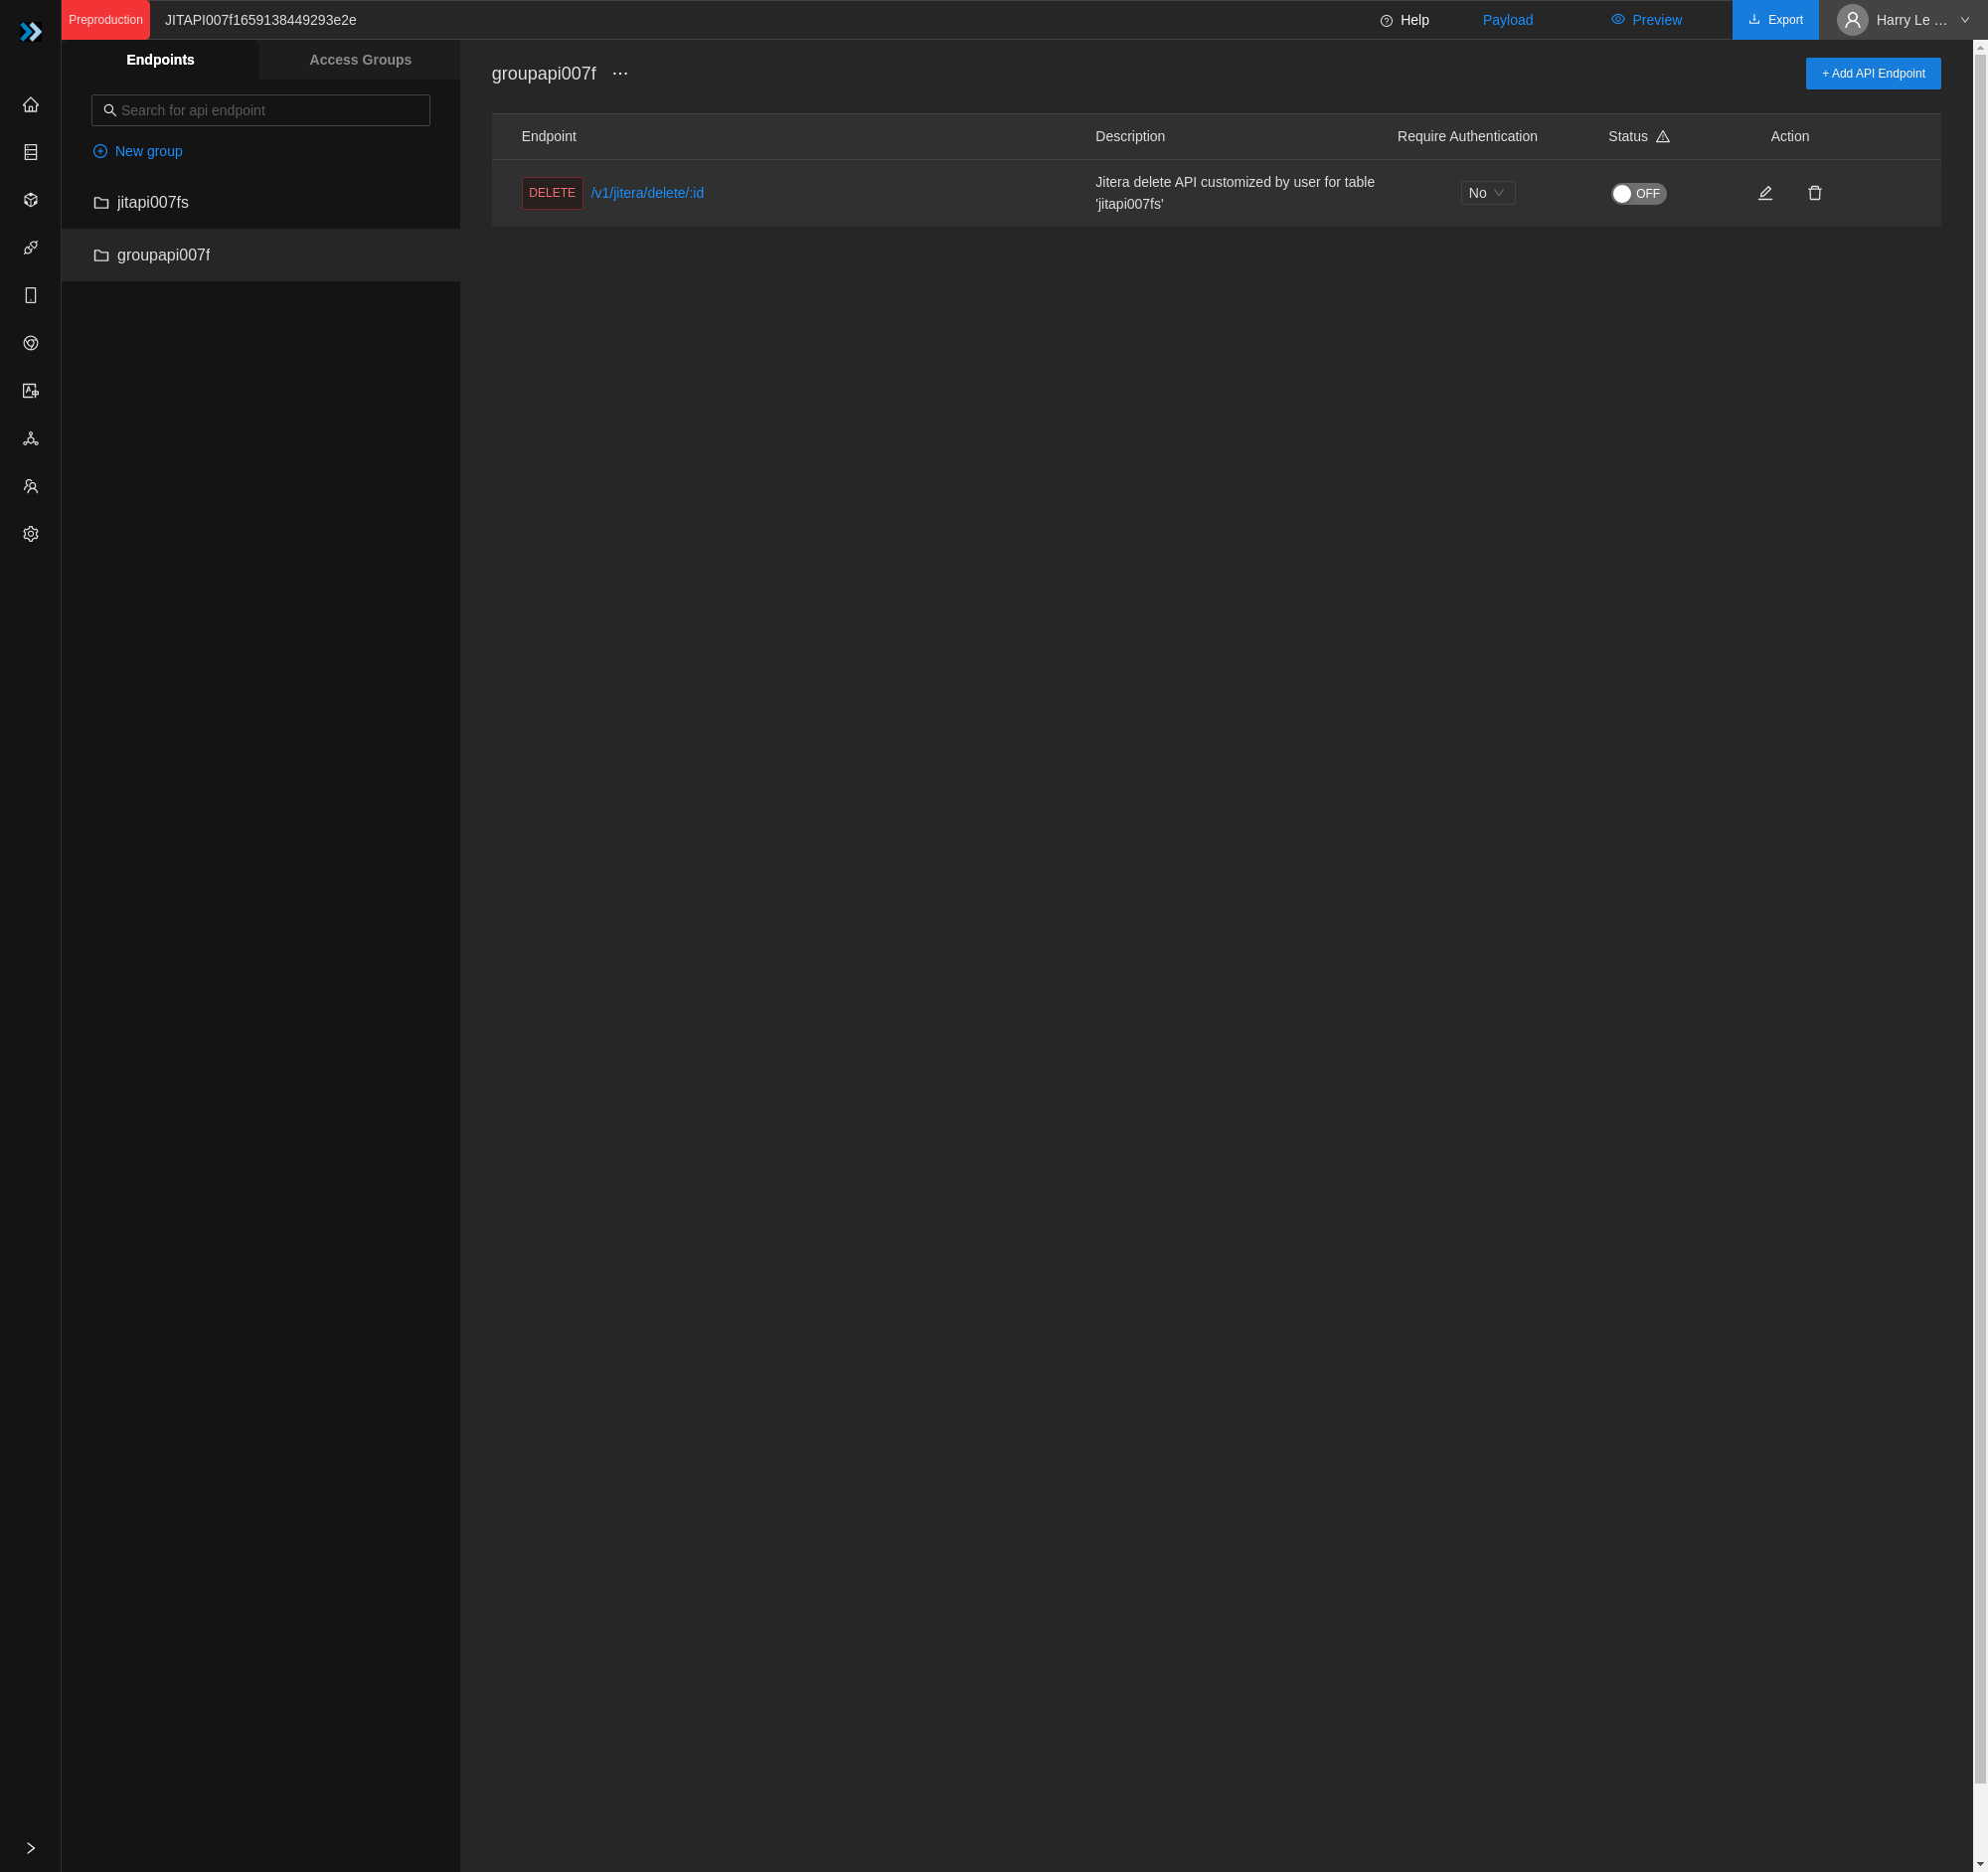 Preproduction
JITAPI007f1659138449293e2e
Help
Payload
Preview
Export
Harry Le ...
Endpoints
Access Groups
Search for api endpoint
New group
jitapi007fs
groupapi007f
groupapi007f ...
+ Add API Endpoint
Endpoint
Description
Require Authentication
Status
Action
DELETE
/v1/jitera/delete/:id
Jitera delete API customized by user for table
'jitapi007fs'
No
OFF